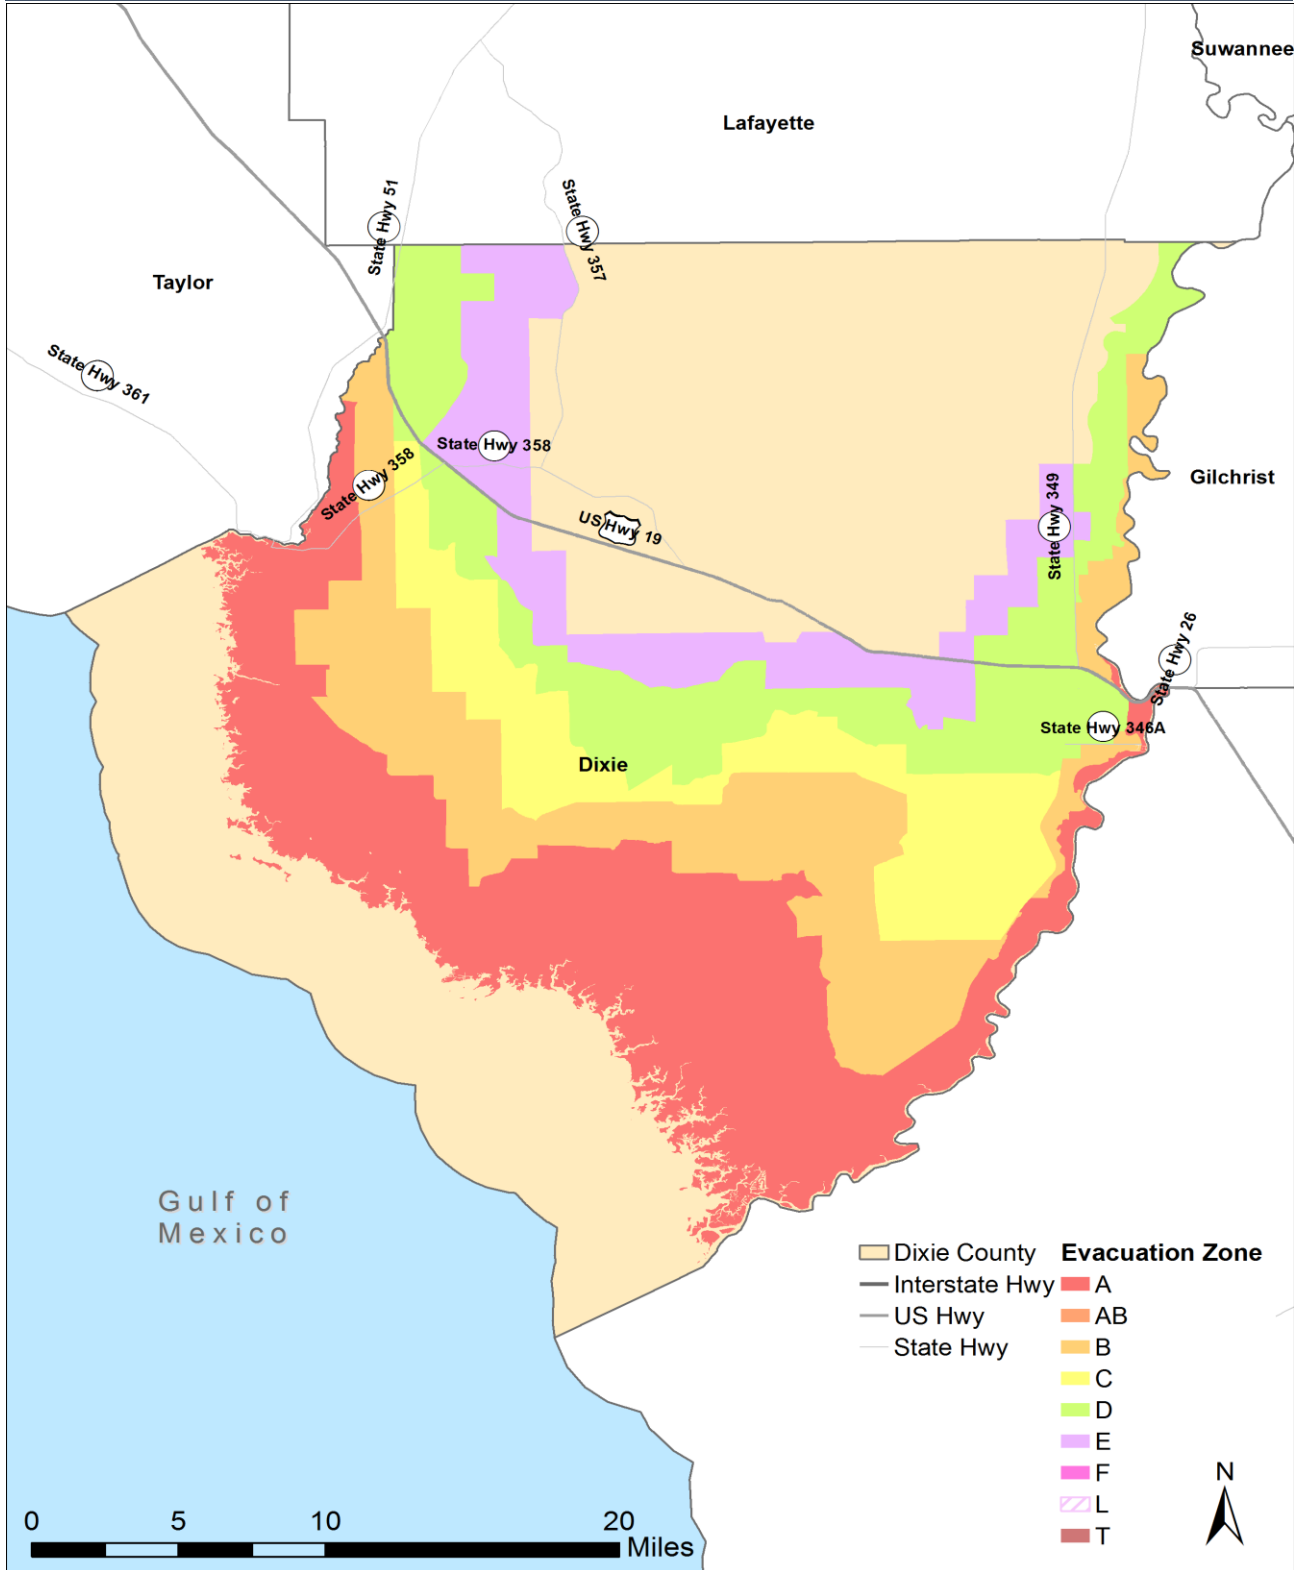 Suwannee
Lafayette
State Hwy 51
State Hwy 357
Taylor
State Hwy 361
State Hwy 358
State Hwy 358
Gilchrist
State Hwy 349
US Hwy 19
State Hwy 26
State Hwy 346A
Dixie
Gulf of
Mexico
Dixie County
Interstate Hwy
US Hwy
State Hwy
Evacuation Zone
A
AB
B
C
D
E
F
L
T
N
0 5 10 20
Miles